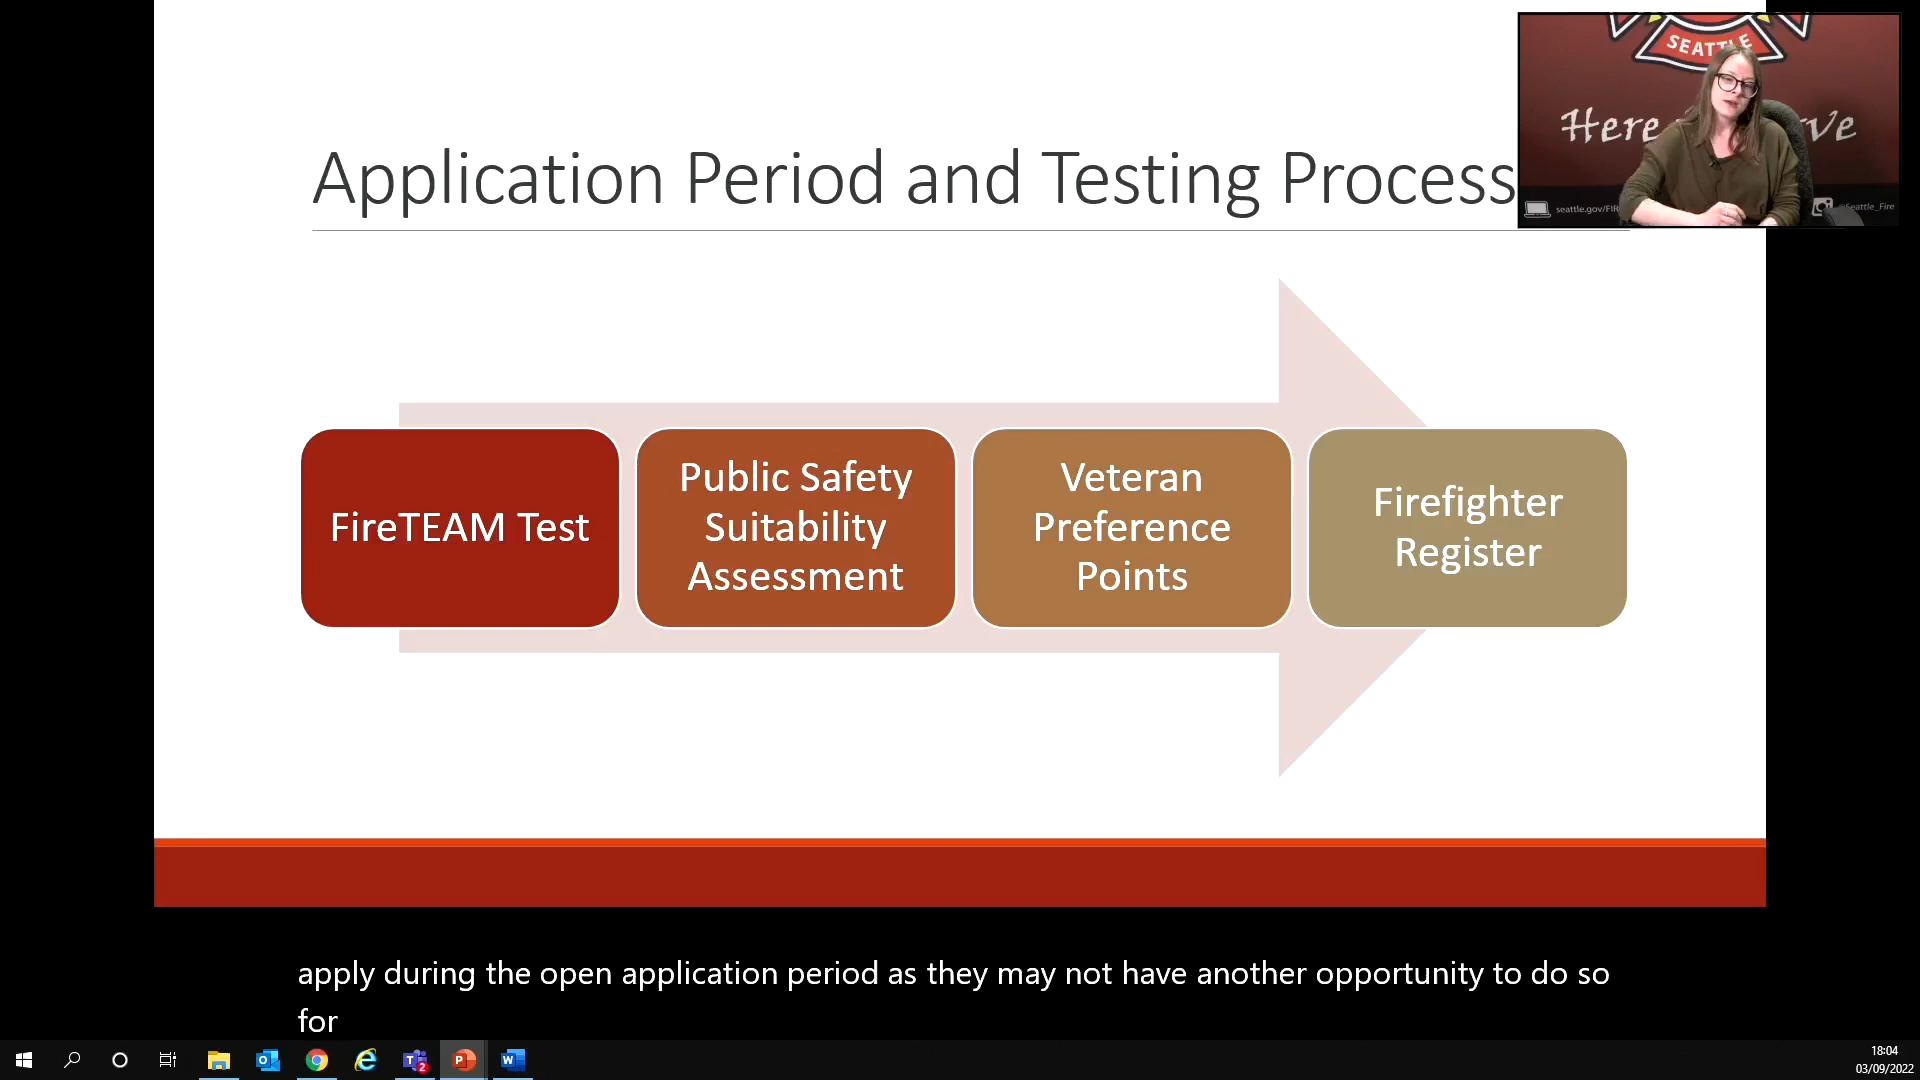 SEATTLE
Here
ve
seattle.gov/FIR
@Seattle_Fire
Application Period and Testing Process
FireTEAM Test
Public Safety
Suitability
Assessment
Veteran
Preference
Points
Firefighter
Register
apply during the open application period as they may not have another opportunity to do so
for
18:04
03/09/2022